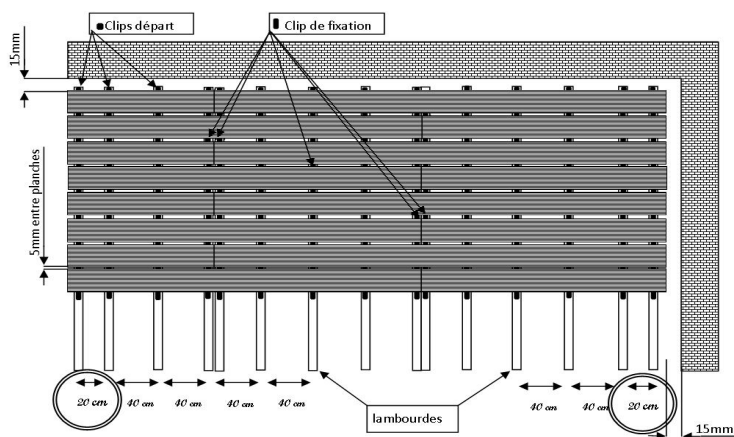 Clips départ
Clip de fixation
15mm
5mm entre planches
20 cm
40 cm
40 cm
40 cm
40 cm
40 cm
40 cm
20 cm
lambourdes
15mm